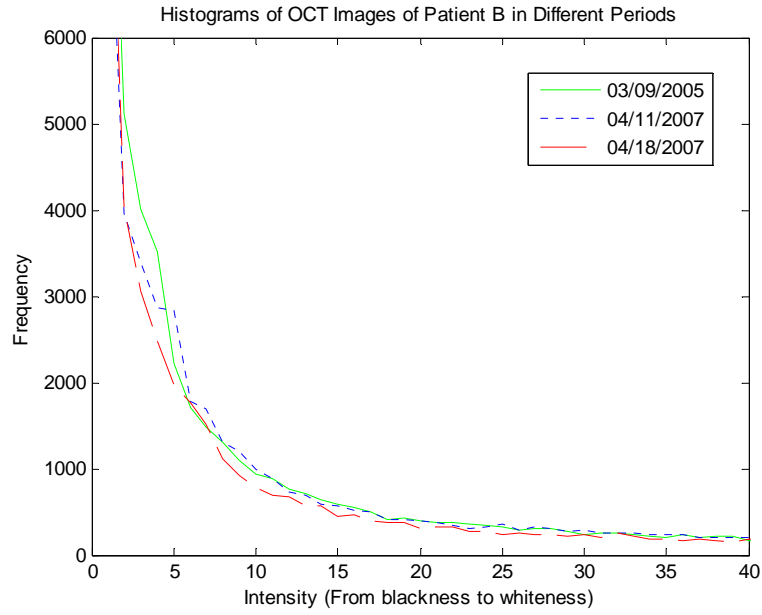 Histograms of OCT Images of Patient B in Different Periods
6000
5000
4000
3000
2000
1000
0
Frequency
03/09/2005
04/11/2007
04/18/2007
0 5 10 15 20 25 30 35 40
Intensity (From blackness to whiteness)